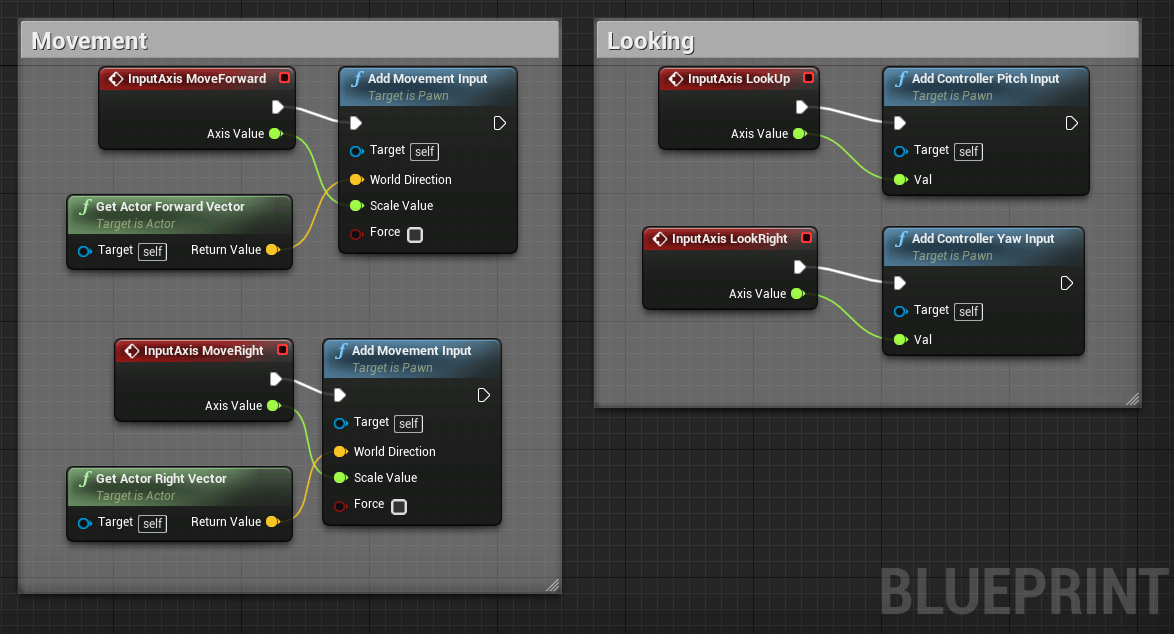 Movement
InputAxis MoveForward
Axis Value
Add Movement Input
Target is Pawn
Target self
World Direction
Scale Value
Force
Get Actor Forward Vector
Target is Actor
Target self Return Value
InputAxis MoveRight
Axis Value
Add Movement Input
Target is Pawn
Target self
World Direction
Scale Value
Force
Get Actor Right Vector
Target is Actor
Target self Return Value
Looking
InputAxis LookUp
Axis Value
Add Controller Pitch Input
Target is Pawn
Target self
Val
InputAxis LookRight
Axis Value
Add Controller Yaw Input
Target is Pawn
Target self
Val
BLUEPRINT